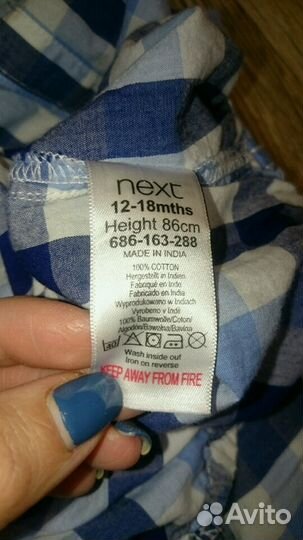 next
12-18mths
Height 86cm
686-163-288
MADE IN INDIA
100% COTTON
Hergestellt in Indien
Fabriqué en Inde
Fabricado en India
Wyprodukowano w Indiach
Vyrobeno v Indii
100% Baumwolle/Coton/
Algodon/Bawełna/Bavlna
Wash inside out
Iron on reverse
KEEP AWAY FROM FIRE
Avito